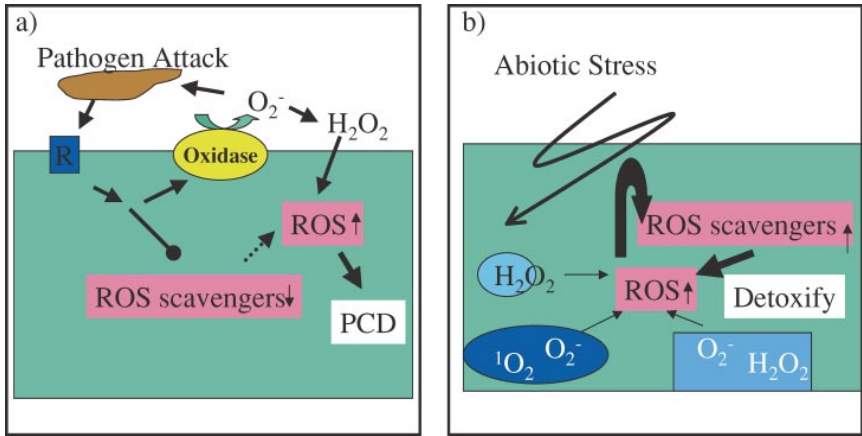 a)
Pathogen Attack
O₂⁻
H₂O₂
R
Oxidase
ROS↑
ROS scavengers↓
PCD
b)
Abiotic Stress
ROS scavengers↑
H₂O₂
ROS↑
Detoxify
¹O₂ O₂⁻
O₂⁻ H₂O₂